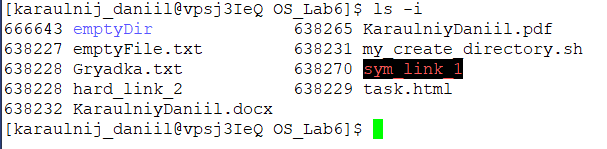 [karaulnij_daniil@vpsj3IeQ OS_Lab6]$ ls -i
666643 emptyDir 638265 KaraulniyDaniil.pdf
638227 emptyFile.txt 638231 my_create_directory.sh
638228 Gryadka.txt 638270 sym_link_1
638228 hard_link_2 638229 task.html
638232 KaraulniyDaniil.docx
[karaulnij_daniil@vpsj3IeQ OS_Lab6]$